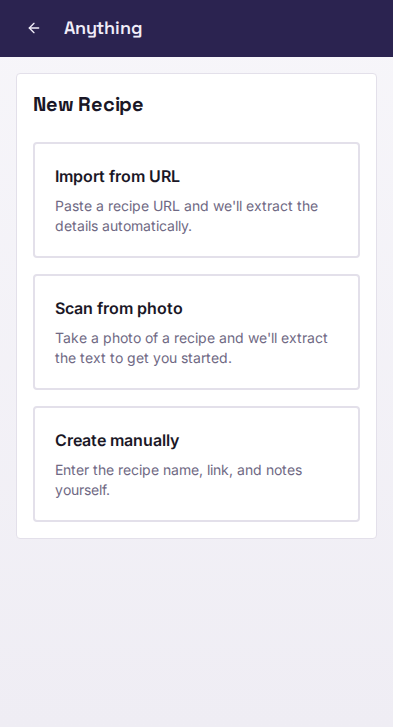 Anything
New Recipe
Import from URL
Paste a recipe URL and we'll extract the
details automatically.
Scan from photo
Take a photo of a recipe and we'll extract
the text to get you started.
Create manually
Enter the recipe name, link, and notes
yourself.